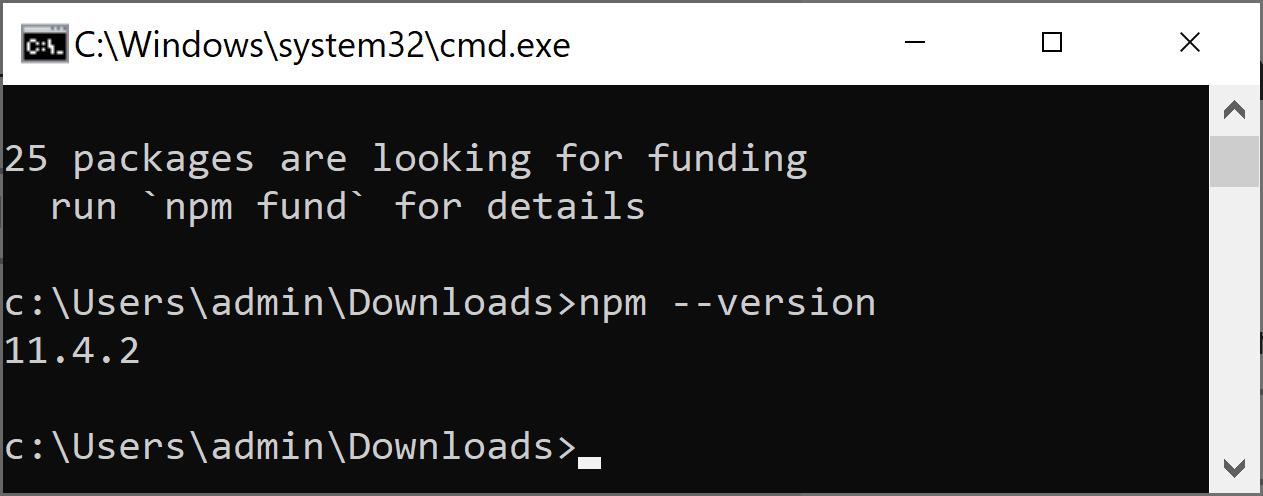 C:\Windows\system32\cmd.exe
25 packages are looking for funding
  run `npm fund` for details
c:\Users\admin\Downloads>npm --version
11.4.2
c:\Users\admin\Downloads>